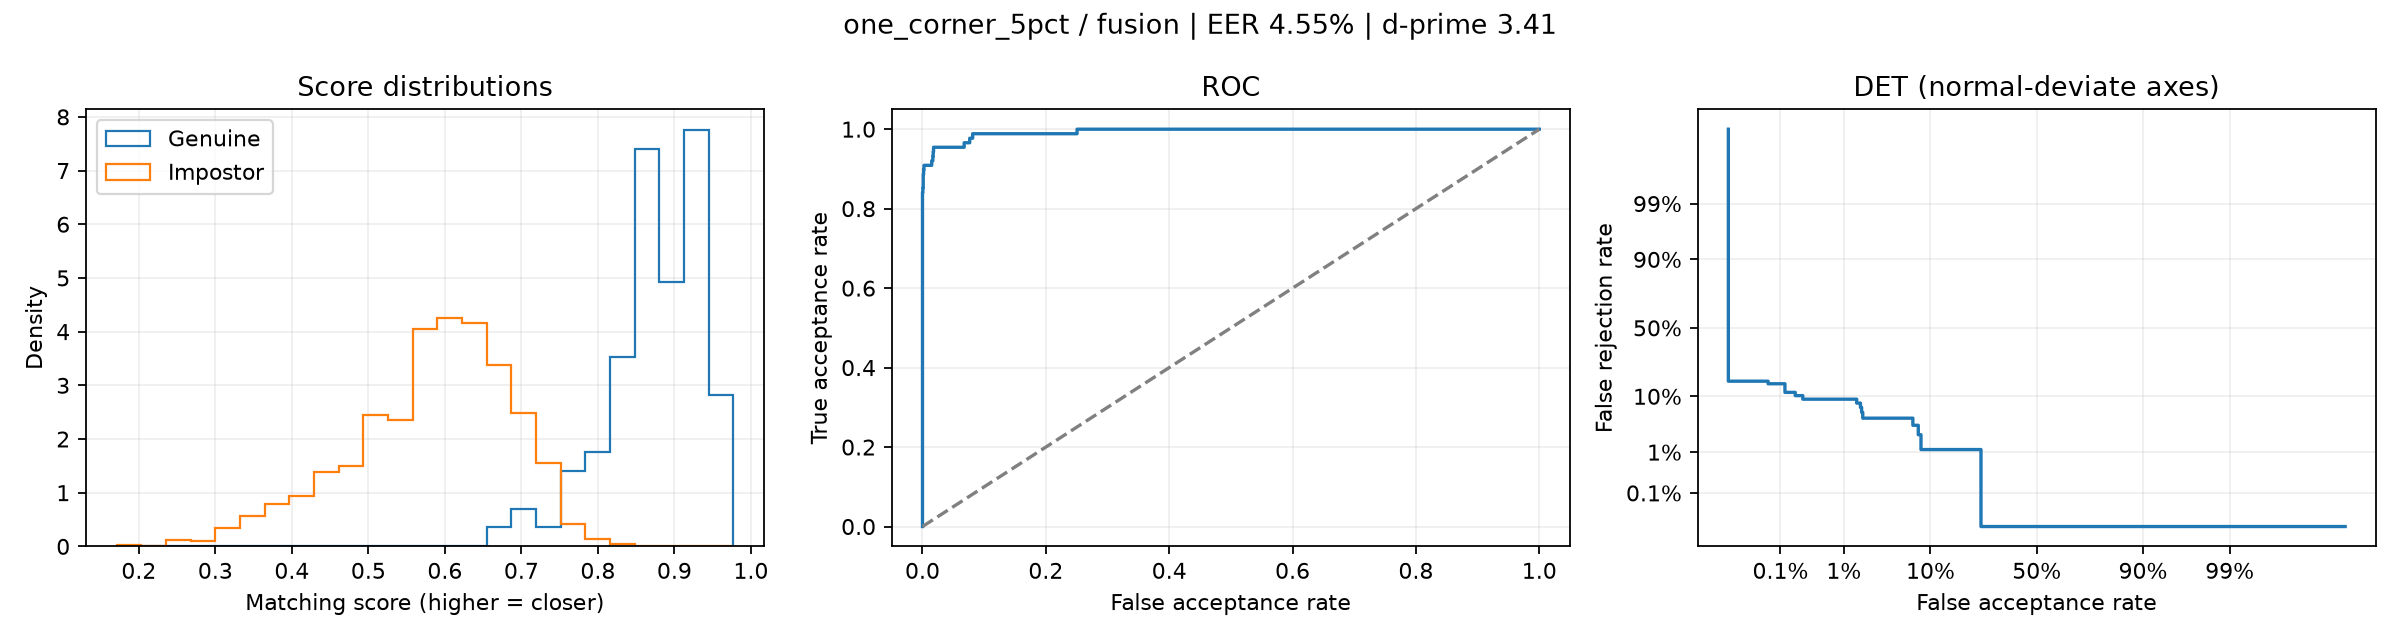 one_corner_5pct / fusion | EER 4.55% | d-prime 3.41
Score distributions
Genuine
Impostor
8
7
6
5
4
3
2
1
0
Density
0.2 0.3 0.4 0.5 0.6 0.7 0.8 0.9 1.0
Matching score (higher = closer)
ROC
1.0
0.8
0.6
0.4
0.2
0.0
True acceptance rate
0.0 0.2 0.4 0.6 0.8 1.0
False acceptance rate
DET (normal-deviate axes)
99%
90%
50%
10%
1%
0.1%
False rejection rate
0.1% 1% 10% 50% 90% 99%
False acceptance rate